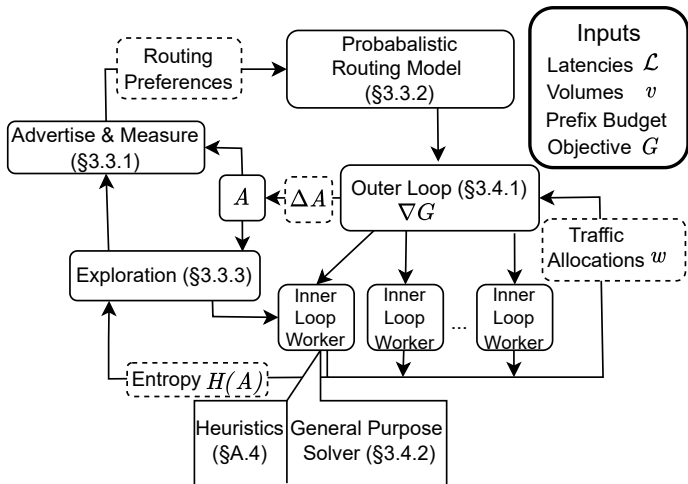 Routing
Preferences
Probabalistic
Routing Model
(§3.3.2)
Inputs
Latencies ℒ
Volumes v
Prefix Budget
Objective G
Advertise & Measure
(§3.3.1)
A
ΔA
Outer Loop (§3.4.1)
∇G
Traffic
Allocations w
Exploration (§3.3.3)
Inner
Loop
Worker
Inner
Loop
Worker
...
Inner
Loop
Worker
Entropy H(A)
Heuristics
(§A.4)
General Purpose
Solver (§3.4.2)